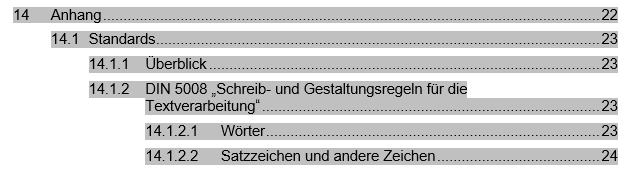 14 Anhang........................................................................................................22
14.1 Standards............................................................................................23
14.1.1 Überblick.........................................................................................23
14.1.2 DIN 5008 „Schreib- und Gestaltungsregeln für die
Textverarbeitung“.......................................................................................23
14.1.2.1 Wörter..........................................................................................23
14.1.2.2 Satzzeichen und andere Zeichen.......................................24